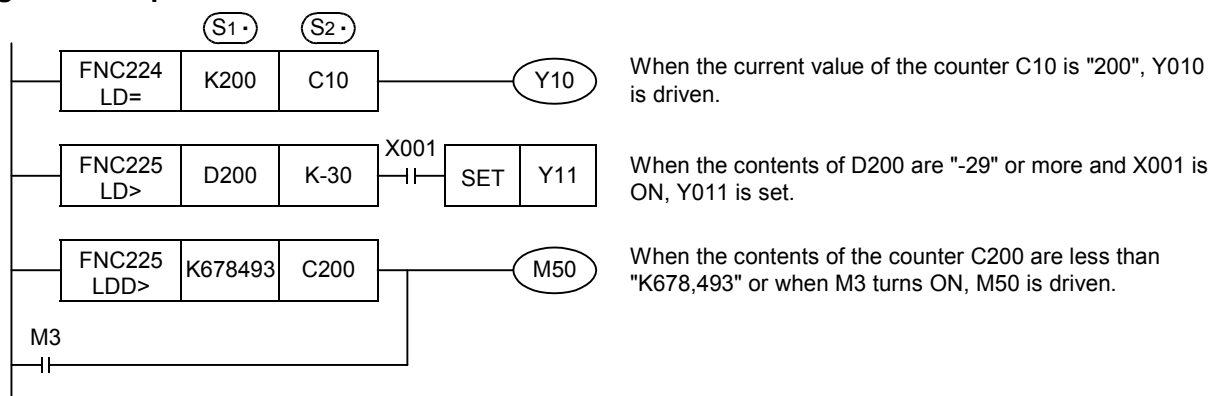 S1・ S2・
FNC224 LD= K200 C10 Y10
When the current value of the counter C10 is "200", Y010
is driven.
FNC225 LD> D200 K-30 X001 SET Y11
When the contents of D200 are "-29" or more and X001 is
ON, Y011 is set.
FNC225 LDD> K678493 C200 M50
When the contents of the counter C200 are less than
"K678,493" or when M3 turns ON, M50 is driven.
M3